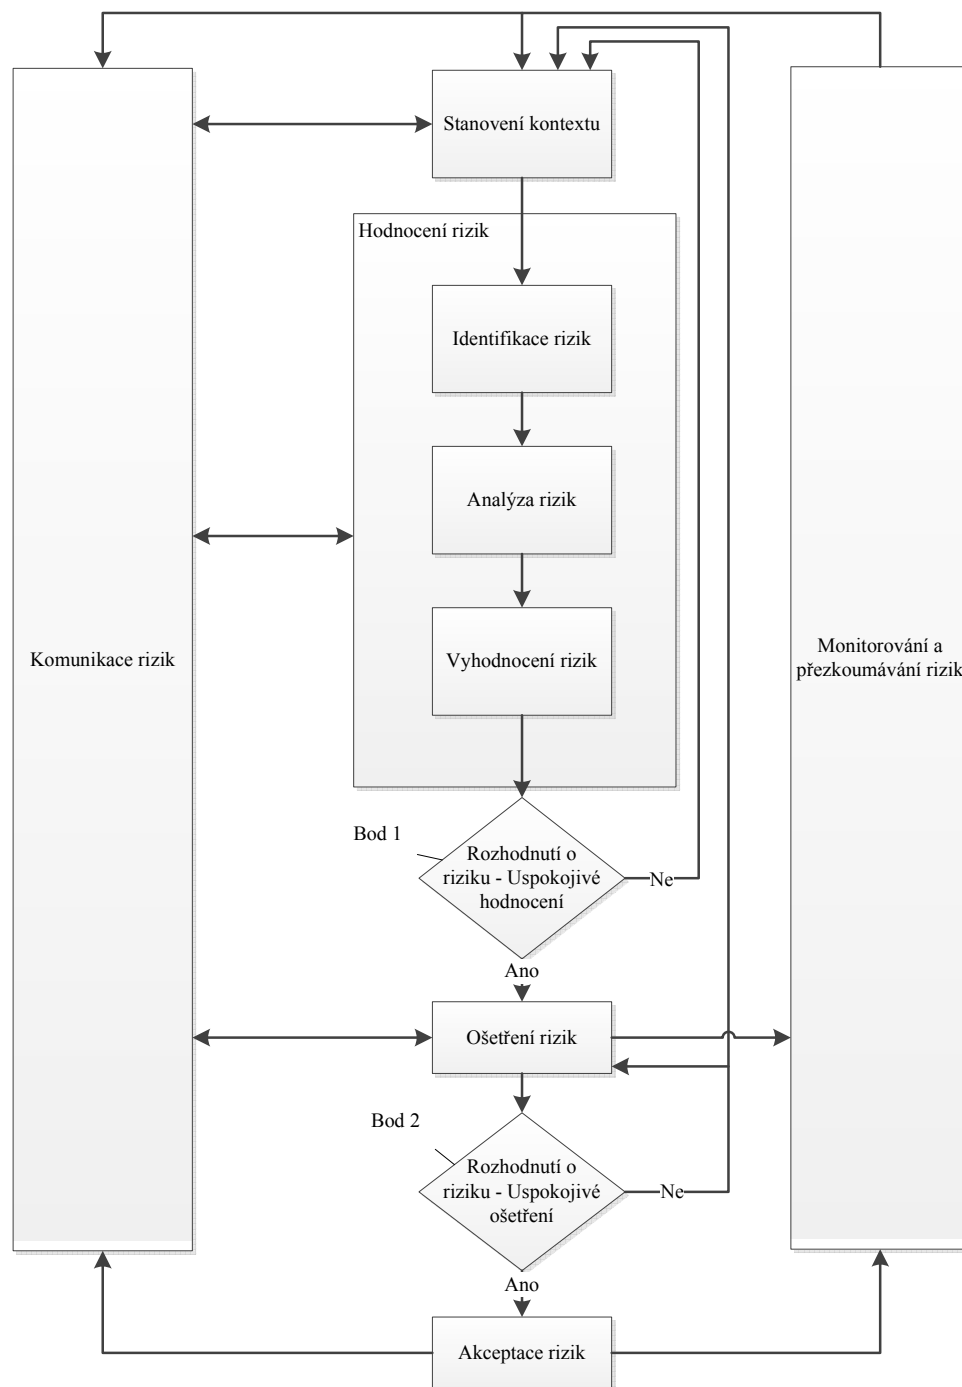 Stanovení kontextu
Hodnocení rizik
Identifikace rizik
Analýza rizik
Vyhodnocení rizik
Komunikace rizik
Monitorování a
přezkoumávání rizik
Bod 1
Rozhodnutí o
riziku - Uspokojivé
hodnocení
Ne
Ano
Ošetření rizik
Bod 2
Rozhodnutí o
riziku - Uspokojivé
ošetření
Ne
Ano
Akceptace rizik